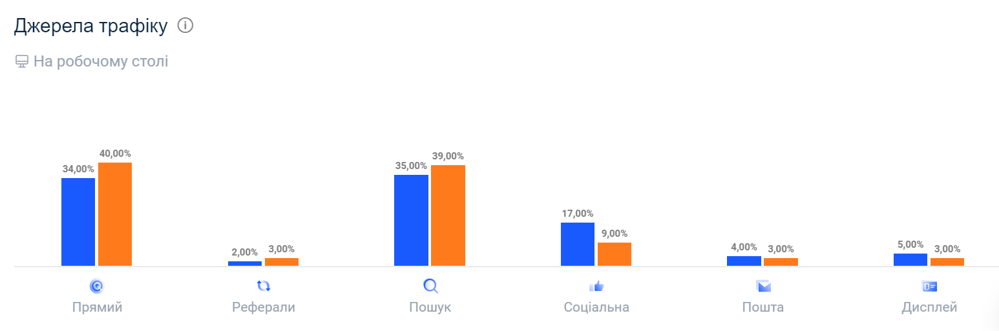 Джерела трафіку
На робочому столі
34,00% 40,00%
2,00% 3,00%
35,00% 39,00%
17,00% 9,00%
4,00% 3,00%
5,00% 3,00%
Прямий Реферали Пошук Соціальна Пошта Дисплей